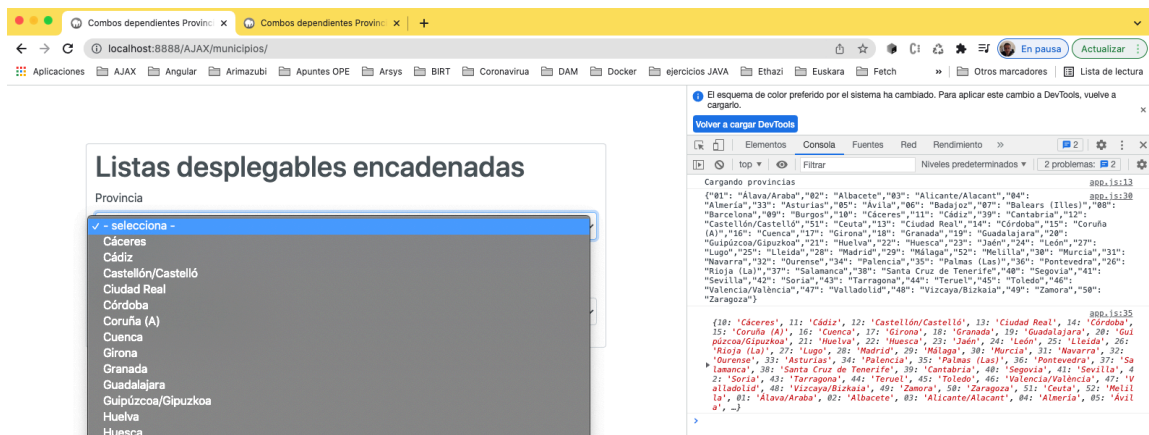 Combos dependientes Provinci
Combos dependientes Provinci
localhost:8888/AJAX/municipios/
En pausa
Actualizar
Aplicaciones AJAX Angular Arimazubi Apuntes OPE Arsys BIRT Coronavirua DAM Docker ejercicios JAVA Ethazi Euskara Fetch » Otros marcadores Lista de lectura
Listas desplegables encadenadas
Provincia
- selecciona -
Cáceres
Cádiz
Castellón/Castelló
Ciudad Real
Córdoba
Coruña (A)
Cuenca
Girona
Granada
Guadalajara
Guipúzcoa/Gipuzkoa
Huelva
Huesca
El esquema de color preferido por el sistema ha cambiado. Para aplicar este cambio a DevTools, vuelve a
cargarlo.
Volver a cargar DevTools
Elementos Consola Fuentes Red Rendimiento » 2
top Filtrar Niveles predeterminados 2 problemas: 2
Cargando provincias app.js:13
{"01": "Álava/Araba","02": "Albacete","03": "Alicante/Alacant","04": app.js:30
"Almería","33": "Asturias","05": "Ávila","06": "Badajoz","07": "Balears (Illes)","08":
"Barcelona","09": "Burgos","10": "Cáceres","11": "Cádiz","39": "Cantabria","12":
"Castellón/Castelló","51": "Ceuta","13": "Ciudad Real","14": "Córdoba","15": "Coruña
(A)","16": "Cuenca","17": "Girona","18": "Granada","19": "Guadalajara","20":
"Guipúzcoa/Gipuzkoa","21": "Huelva","22": "Huesca","23": "Jaén","24": "León","27":
"Lugo","25": "Lleida","28": "Madrid","29": "Málaga","52": "Melilla","30": "Murcia","31":
"Navarra","32": "Ourense","34": "Palencia","35": "Palmas (Las)","36": "Pontevedra","26":
"Rioja (La)","37": "Salamanca","38": "Santa Cruz de Tenerife","40": "Segovia","41":
"Sevilla","42": "Soria","43": "Tarragona","44": "Teruel","45": "Toledo","46":
"Valencia/València","47": "Valladolid","48": "Vizcaya/Bizkaia","49": "Zamora","50":
"Zaragoza"}
app.js:35
{10: 'Cáceres', 11: 'Cádiz', 12: 'Castellón/Castelló', 13: 'Ciudad Real', 14: 'Córdoba',
15: 'Coruña (A)', 16: 'Cuenca', 17: 'Girona', 18: 'Granada', 19: 'Guadalajara', 20: 'Gui
púzcoa/Gipuzkoa', 21: 'Huelva', 22: 'Huesca', 23: 'Jaén', 24: 'León', 25: 'Lleida', 26:
'Rioja (La)', 27: 'Lugo', 28: 'Madrid', 29: 'Málaga', 30: 'Murcia', 31: 'Navarra', 32:
'Ourense', 33: 'Asturias', 34: 'Palencia', 35: 'Palmas (Las)', 36: 'Pontevedra', 37: 'Sa
lamanca', 38: 'Santa Cruz de Tenerife', 39: 'Cantabria', 40: 'Segovia', 41: 'Sevilla', 4
2: 'Soria', 43: 'Tarragona', 44: 'Teruel', 45: 'Toledo', 46: 'Valencia/València', 47: 'V
alladolid', 48: 'Vizcaya/Bizkaia', 49: 'Zamora', 50: 'Zaragoza', 51: 'Ceuta', 52: 'Melil
la', 01: 'Álava/Araba', 02: 'Albacete', 03: 'Alicante/Alacant', 04: 'Almería', 05: 'Ávil
a', …}